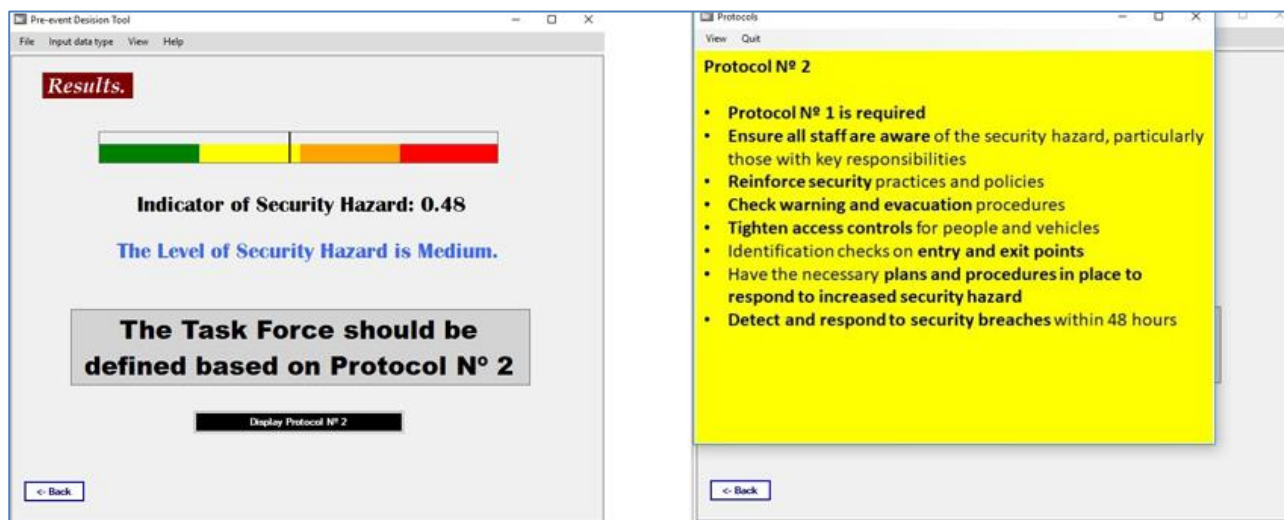 Pre-event Desision Tool
File Input data type View Help
Results.
Indicator of Security Hazard: 0.48
The Level of Security Hazard is Medium.
The Task Force should be
defined based on Protocol Nº 2
Display Protocol Nº 2
<- Back
Protocols
View Quit
Protocol Nº 2
• Protocol Nº 1 is required
• Ensure all staff are aware of the security hazard, particularly
those with key responsibilities
• Reinforce security practices and policies
• Check warning and evacuation procedures
• Tighten access controls for people and vehicles
• Identification checks on entry and exit points
• Have the necessary plans and procedures in place to
respond to increased security hazard
• Detect and respond to security breaches within 48 hours
<- Back